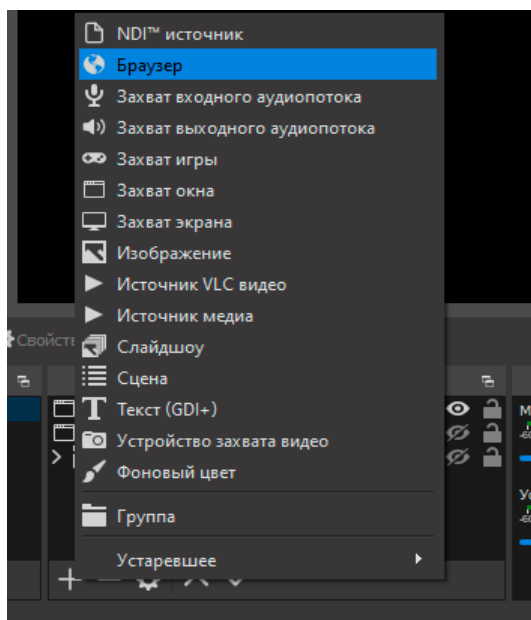 NDI™ источник
Браузер
Захват входного аудиопотока
Захват выходного аудиопотока
Захват игры
Захват окна
Захват экрана
Изображение
Источник VLC видео
Источник медиа
Слайдшоу
Сцена
Текст (GDI+)
Устройство захвата видео
Фоновый цвет
Группа
Устаревшее